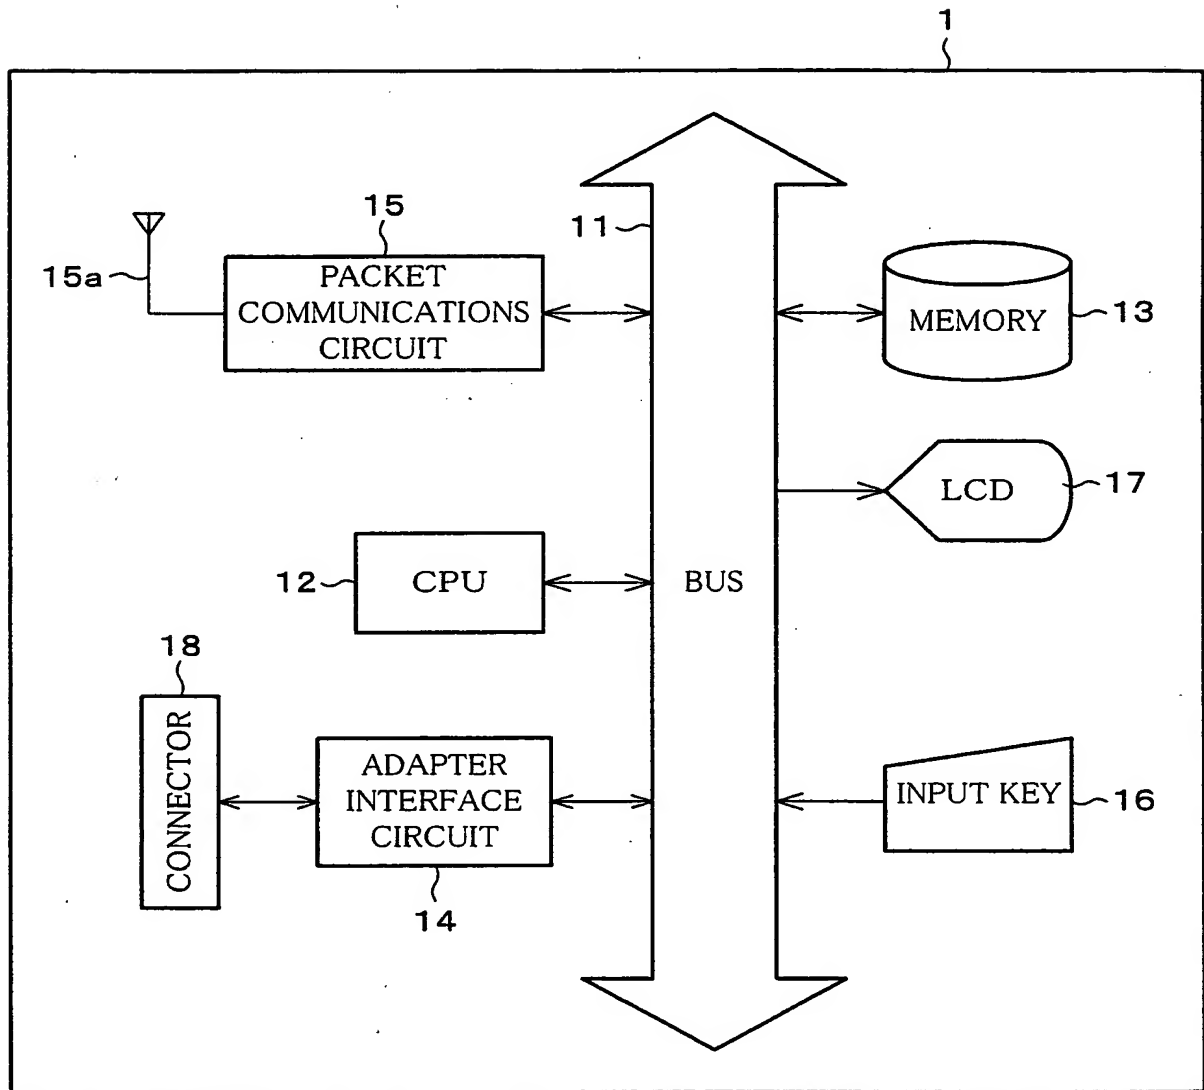 1
15
11
15a
PACKET
COMMUNICATIONS
CIRCUIT
MEMORY
13
LCD
17
12
CPU
BUS
18
CONNECTOR
ADAPTER
INTERFACE
CIRCUIT
14
INPUT KEY
16